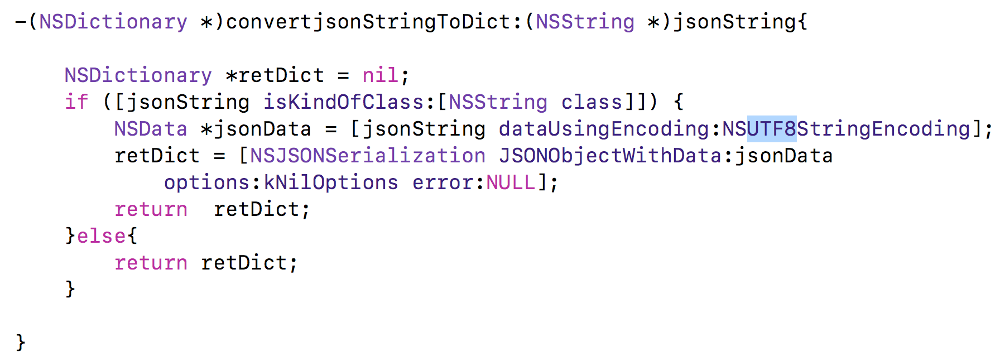 -(NSDictionary *)convertjsonStringToDict:(NSString *)jsonString{
NSDictionary *retDict = nil;
if ([jsonString isKindOfClass:[NSString class]]) {
NSData *jsonData = [jsonString dataUsingEncoding:NSUTF8StringEncoding];
retDict = [NSJSONSerialization JSONObjectWithData:jsonData
options:kNilOptions error:NULL];
return  retDict;
}else{
return retDict;
}
}